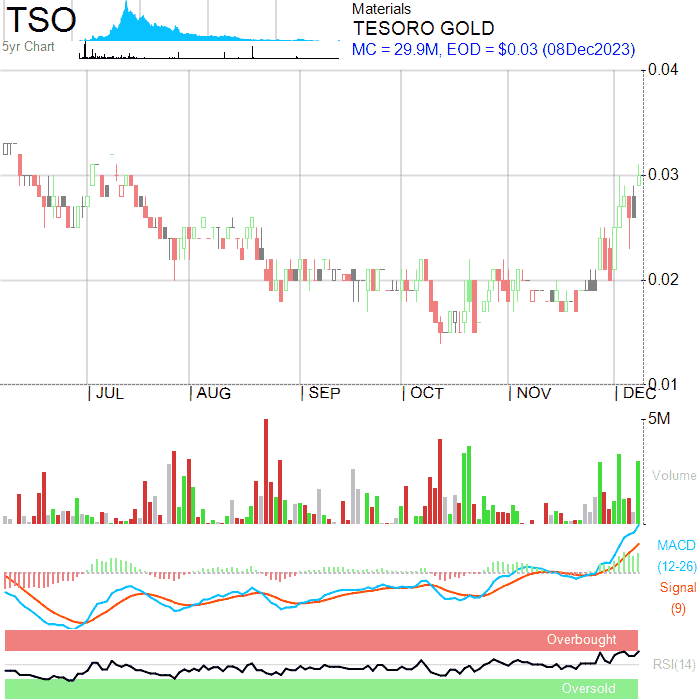 TSO
5yr Chart
Materials
TESORO GOLD
MC = 29.9M, EOD = $0.03 (08Dec2023)
0.04
0.03
0.02
0.01
JUL AUG SEP OCT NOV DEC
5M
Volume
MACD
(12-26)
Signal
(9)
Overbought
RSI(14)
Oversold